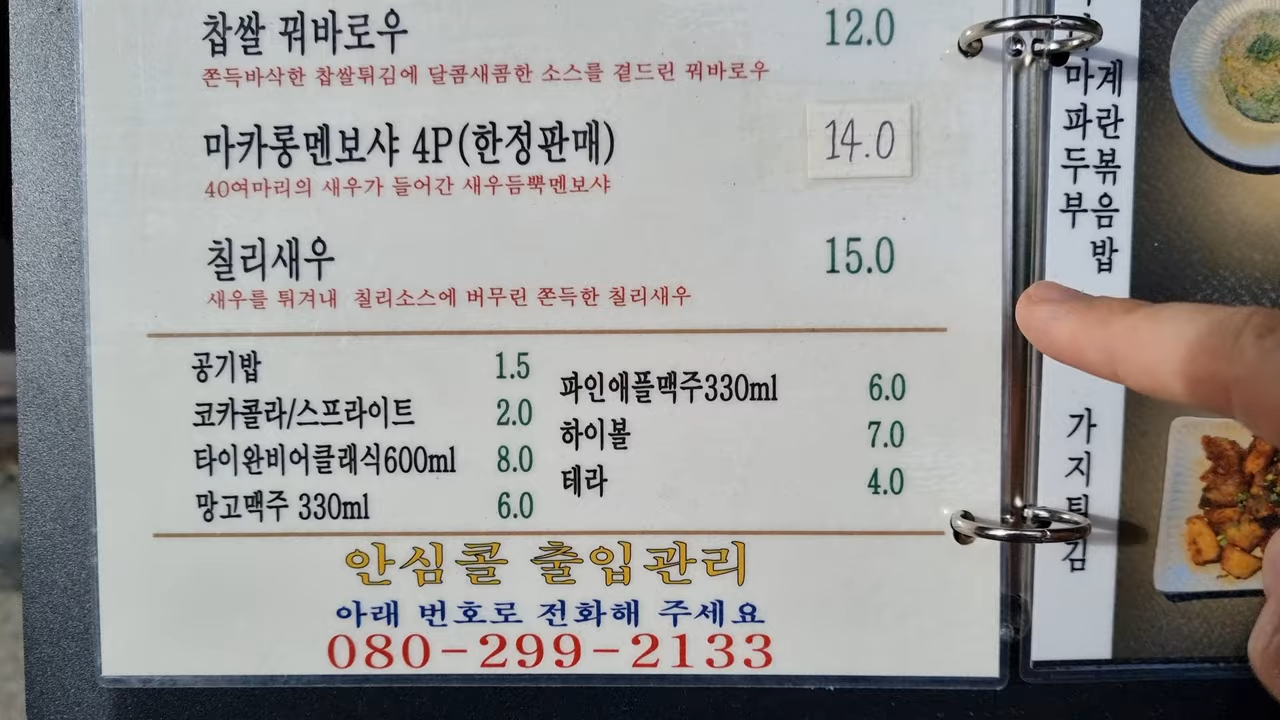 찹쌀 꿔바로우 12.0
쫀득바삭한 찹쌀튀김에 달콤새콤한 소스를 곁드린 꿔바로우
마카롱멘보샤 4P(한정판매) 14.0
40여마리의 새우가 들어간 새우듬뿍멘보샤
칠리새우 15.0
새우를 튀겨내 칠리소스에 버무린 쫀득한 칠리새우
공기밥 1.5
코카콜라/스프라이트 2.0
타이완비어클래식600ml 8.0
망고맥주 330ml 6.0
파인애플맥주330ml 6.0
하이볼 7.0
테라 4.0
안심콜 출입관리
아래 번호로 전화해 주세요
080-299-2133
마파두부
계란볶음밥
가지튀김